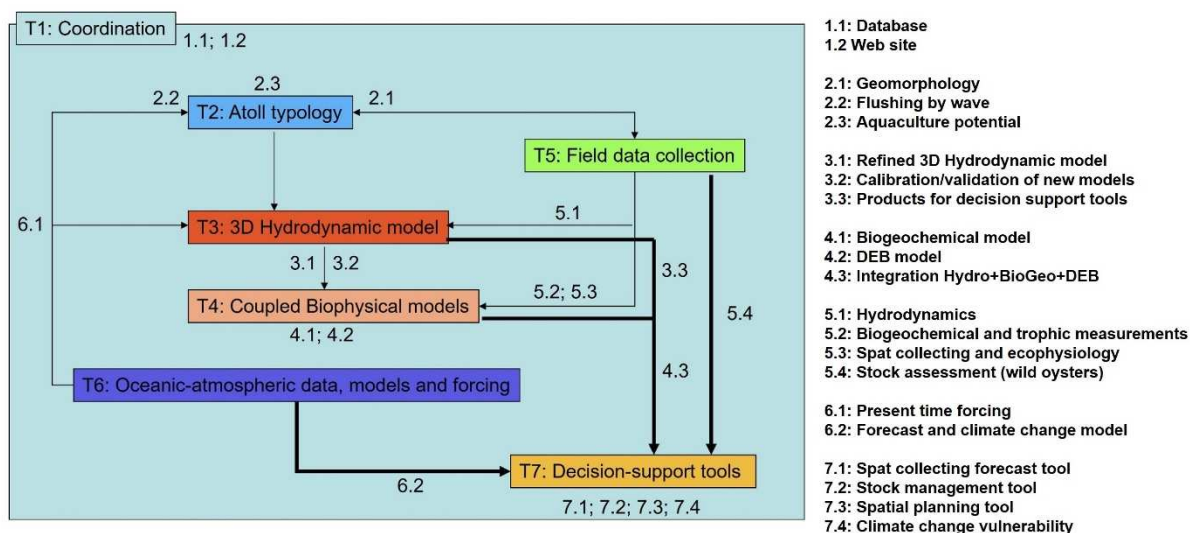 T1: Coordination
1.1; 1.2
2.3
2.2
2.1
T2: Atoll typology
T5: Field data collection
6.1
5.1
T3: 3D Hydrodynamic model
3.1
3.2
3.3
5.2; 5.3
T4: Coupled Biophysical models
5.4
4.1; 4.2
4.3
T6: Oceanic-atmospheric data, models and forcing
T7: Decision-support tools
6.2
7.1; 7.2; 7.3; 7.4
1.1: Database
1.2 Web site
2.1: Geomorphology
2.2: Flushing by wave
2.3: Aquaculture potential
3.1: Refined 3D Hydrodynamic model
3.2: Calibration/validation of new models
3.3: Products for decision support tools
4.1: Biogeochemical model
4.2: DEB model
4.3: Integration Hydro+BioGeo+DEB
5.1: Hydrodynamics
5.2: Biogeochemical and trophic measurements
5.3: Spat collecting and ecophysiology
5.4: Stock assessment (wild oysters)
6.1: Present time forcing
6.2: Forecast and climate change model
7.1: Spat collecting forecast tool
7.2: Stock management tool
7.3: Spatial planning tool
7.4: Climate change vulnerability